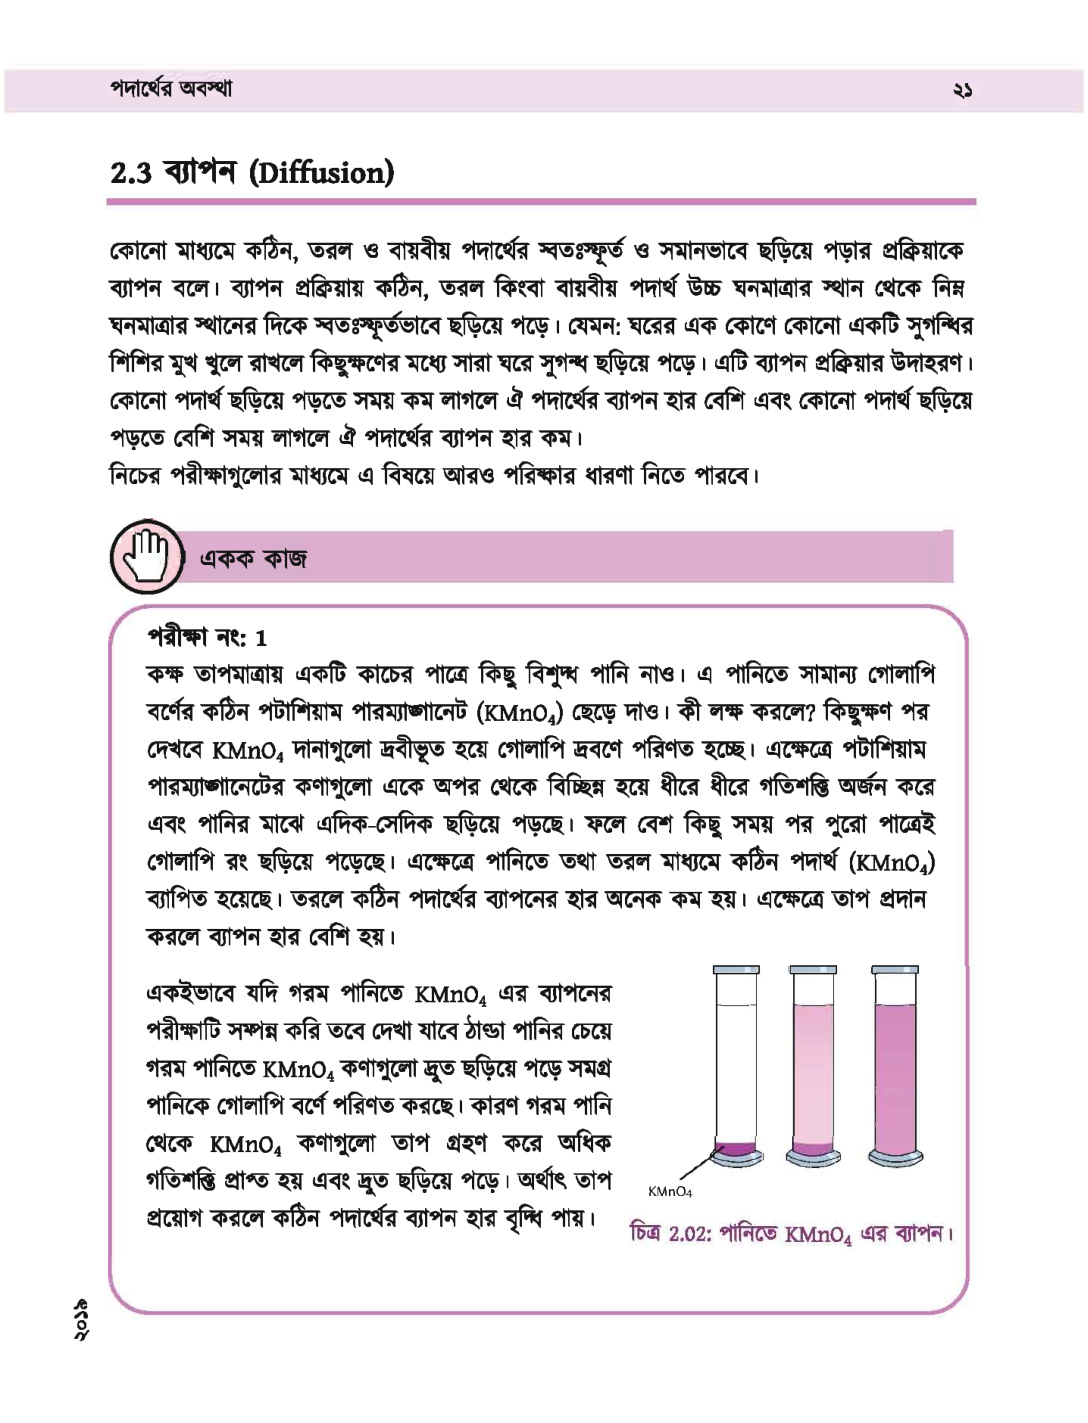 পদার্থের অবস্থা ২১
2.3 ব্যাপন (Diffusion)
কোনো মাধ্যমে কঠিন, তরল ও বায়বীয় পদার্থের স্বতঃস্ফূর্ত ও সমানভাবে ছড়িয়ে পড়ার প্রক্রিয়াকে
ব্যাপন বলে। ব্যাপন প্রক্রিয়ায় কঠিন, তরল কিংবা বায়বীয় পদার্থ উচ্চ ঘনমাত্রার স্থান থেকে নিম্ন
ঘনমাত্রার স্থানের দিকে স্বতঃস্ফূর্তভাবে ছড়িয়ে পড়ে। যেমন: ঘরের এক কোণে কোনো একটি সুগন্ধির
শিশির মুখ খুলে রাখলে কিছুক্ষণের মধ্যে সারা ঘরে সুগন্ধ ছড়িয়ে পড়ে। এটি ব্যাপন প্রক্রিয়ার উদাহরণ।
কোনো পদার্থ ছড়িয়ে পড়তে সময় কম লাগলে ঐ পদার্থের ব্যাপন হার বেশি এবং কোনো পদার্থ ছড়িয়ে
পড়তে বেশি সময় লাগলে ঐ পদার্থের ব্যাপন হার কম।
নিচের পরীক্ষাগুলোর মাধ্যমে এ বিষয়ে আরও পরিষ্কার ধারণা নিতে পারবে।
একক কাজ
পরীক্ষা নং: 1
কক্ষ তাপমাত্রায় একটি কাচের পাত্রে কিছু বিশুদ্ধ পানি নাও। এ পানিতে সামান্য গোলাপি
বর্ণের কঠিন পটাশিয়াম পারম্যাঙ্গানেট (KMnO₄) ছেড়ে দাও। কী লক্ষ করলে? কিছুক্ষণ পর
দেখবে KMnO₄ দানাগুলো দ্রবীভূত হয়ে গোলাপি দ্রবণে পরিণত হচ্ছে। এক্ষেত্রে পটাশিয়াম
পারম্যাঙ্গানেটের কণাগুলো একে অপর থেকে বিচ্ছিন্ন হয়ে ধীরে ধীরে গতিশক্তি অর্জন করে
এবং পানির মাঝে এদিক-সেদিক ছড়িয়ে পড়ছে। ফলে বেশ কিছু সময় পর পুরো পাত্রেই
গোলাপি রং ছড়িয়ে পড়েছে। এক্ষেত্রে পানিতে তথা তরল মাধ্যমে কঠিন পদার্থ (KMnO₄)
ব্যাপিত হয়েছে। তরলে কঠিন পদার্থের ব্যাপনের হার অনেক কম হয়। এক্ষেত্রে তাপ প্রদান
করলে ব্যাপন হার বেশি হয়।
একইভাবে যদি গরম পানিতে KMnO₄ এর ব্যাপনের
পরীক্ষাটি সম্পন্ন করি তবে দেখা যাবে ঠাণ্ডা পানির চেয়ে
গরম পানিতে KMnO₄ কণাগুলো দ্রুত ছড়িয়ে পড়ে সমগ্র
পানিকে গোলাপি বর্ণে পরিণত করছে। কারণ গরম পানি
থেকে KMnO₄ কণাগুলো তাপ গ্রহণ করে অধিক
গতিশক্তি প্রাপ্ত হয় এবং দ্রুত ছড়িয়ে পড়ে। অর্থাৎ তাপ
প্রয়োগ করলে কঠিন পদার্থের ব্যাপন হার বৃদ্ধি পায়।
KMnO₄
চিত্র 2.02: পানিতে KMnO₄ এর ব্যাপন।
২০১৯